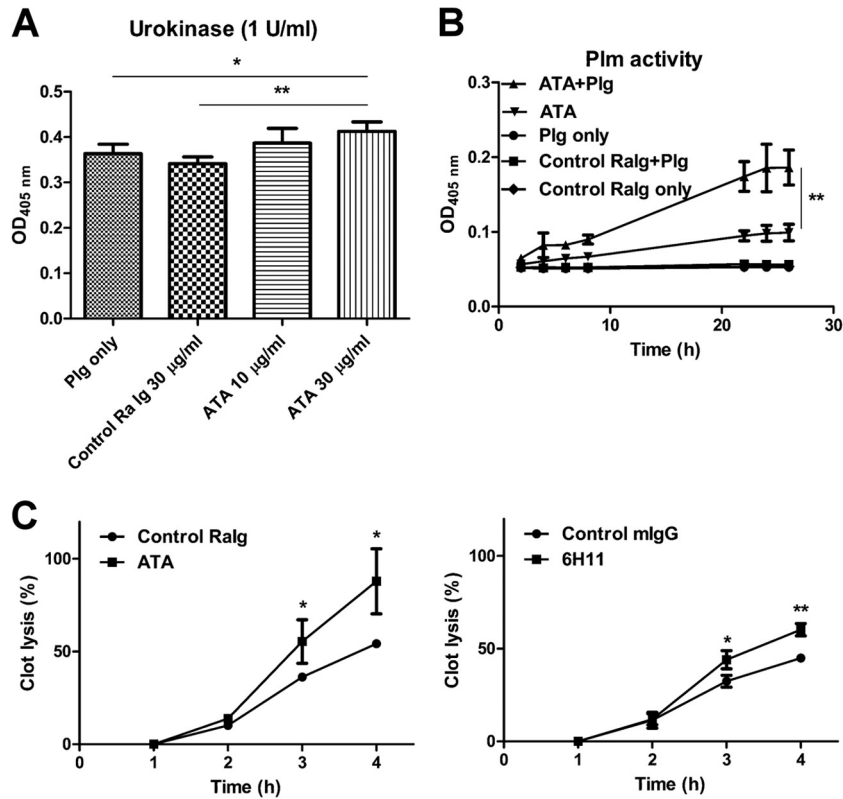 A
Urokinase (1 U/ml)
*
**
0.5
0.4
0.3
0.2
0.1
0.0
OD405 nm
Plg only
Control Ra Ig 30 μg/ml
ATA 10 μg/ml
ATA 30 μg/ml
B
Plm activity
ATA+Plg
ATA
Plg only
Control RaIg+Plg
Control RaIg only
**
0.3
0.2
0.1
0.0
OD405 nm
0 10 20 30
Time (h)
C
Control RaIg
ATA
*
*
100
50
0
Clot lysis (%)
0 1 2 3 4
Time (h)
Control mIgG
6H11
*
**
100
50
0
Clot lysis (%)
0 1 2 3 4
Time (h)